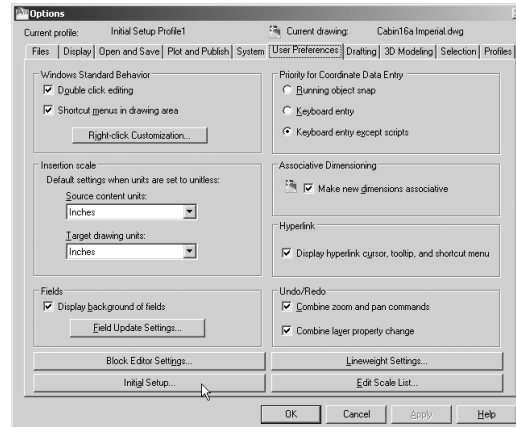 Options
Current profile: Initial Setup Profile1 Current drawing: Cabin16a Imperial.dwg
Files Display Open and Save Plot and Publish System User Preferences Drafting 3D Modeling Selection Profiles
Windows Standard Behavior
Double click editing
Shortcut menus in drawing area
Right-click Customization...
Insertion scale
Default settings when units are set to unitless:
Source content units:
Inches
Target drawing units:
Inches
Fields
Display background of fields
Field Update Settings...
Priority for Coordinate Data Entry
Running object snap
Keyboard entry
Keyboard entry except scripts
Associative Dimensioning
Make new dimensions associative
Hyperlink
Display hyperlink cursor, tooltip, and shortcut menu
Undo/Redo
Combine zoom and pan commands
Combine layer property change
Block Editor Settings... Lineweight Settings...
Initial Setup... Edit Scale List...
OK Cancel Apply Help